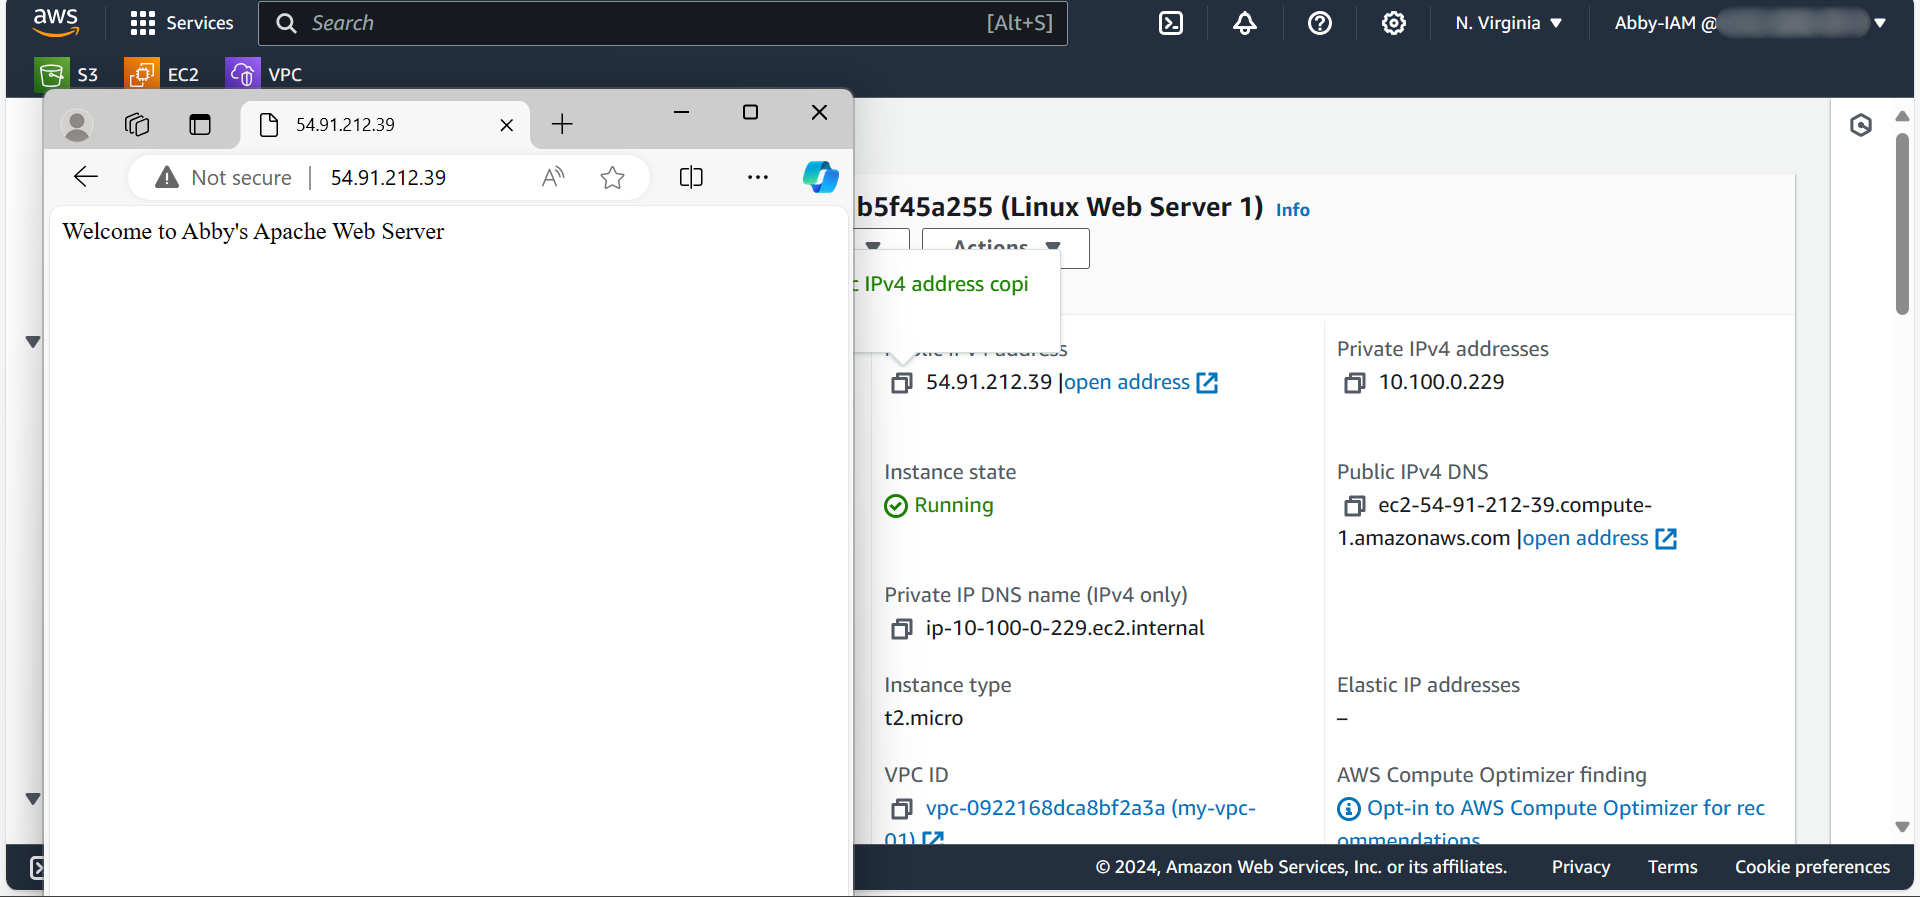 aws
Services
Search
[Alt+S]
N. Virginia
Abby-IAM @
S3
EC2
VPC
54.91.212.39
Not secure
54.91.212.39
Welcome to Abby's Apache Web Server
b5f45a255 (Linux Web Server 1)
Info
Actions
IPv4 address copi
54.91.212.39 |open address
Private IPv4 addresses
10.100.0.229
Instance state
Running
Public IPv4 DNS
ec2-54-91-212-39.compute-
1.amazonaws.com |open address
Private IP DNS name (IPv4 only)
ip-10-100-0-229.ec2.internal
Instance type
t2.micro
Elastic IP addresses
–
VPC ID
vpc-0922168dca8bf2a3a (my-vpc-
01)
AWS Compute Optimizer finding
Opt-in to AWS Compute Optimizer for rec
ommendations
© 2024, Amazon Web Services, Inc. or its affiliates.
Privacy
Terms
Cookie preferences